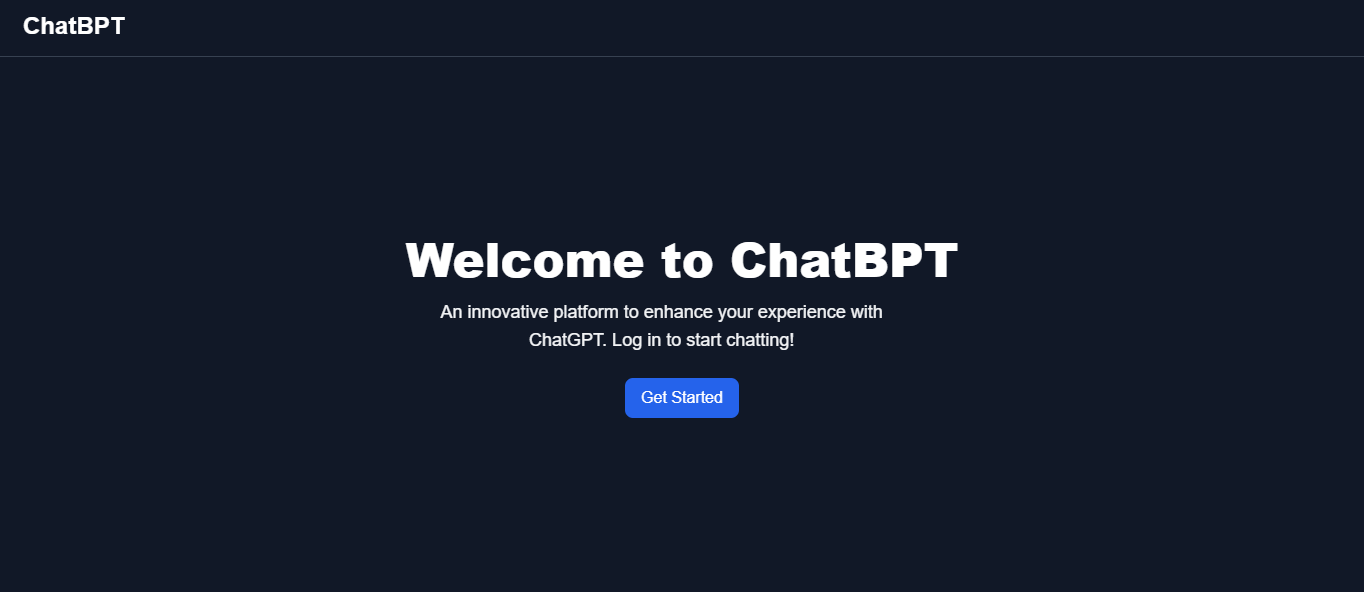 ChatBPT
Welcome to ChatBPT
An innovative platform to enhance your experience with
ChatGPT. Log in to start chatting!
Get Started